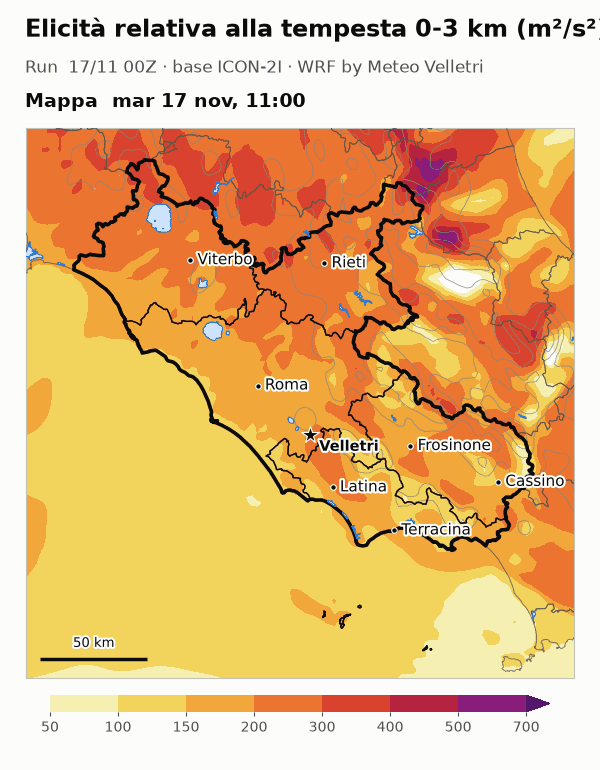 Elicità relativa alla tempesta 0-3 km (m²/s²)
Run 17/11 00Z · base ICON-2I · WRF by Meteo Velletri
Mappa mar 17 nov, 11:00
Viterbo
Rieti
Roma
Velletri
Frosinone
Cassino
Latina
Terracina
50 km
50 100 150 200 300 400 500 700